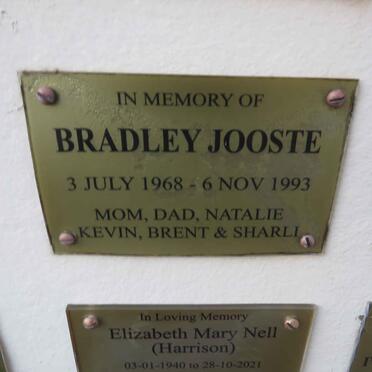 IN MEMORY OF
BRADLEY JOOSTE
3 JULY 1968 - 6 NOV 1993
MOM, DAD, NATALIE
KEVIN, BRENT & SHARLI
In Loving Memory
Elizabeth Mary Nell
(Harrison)
03-01-1940 to 28-10-2021